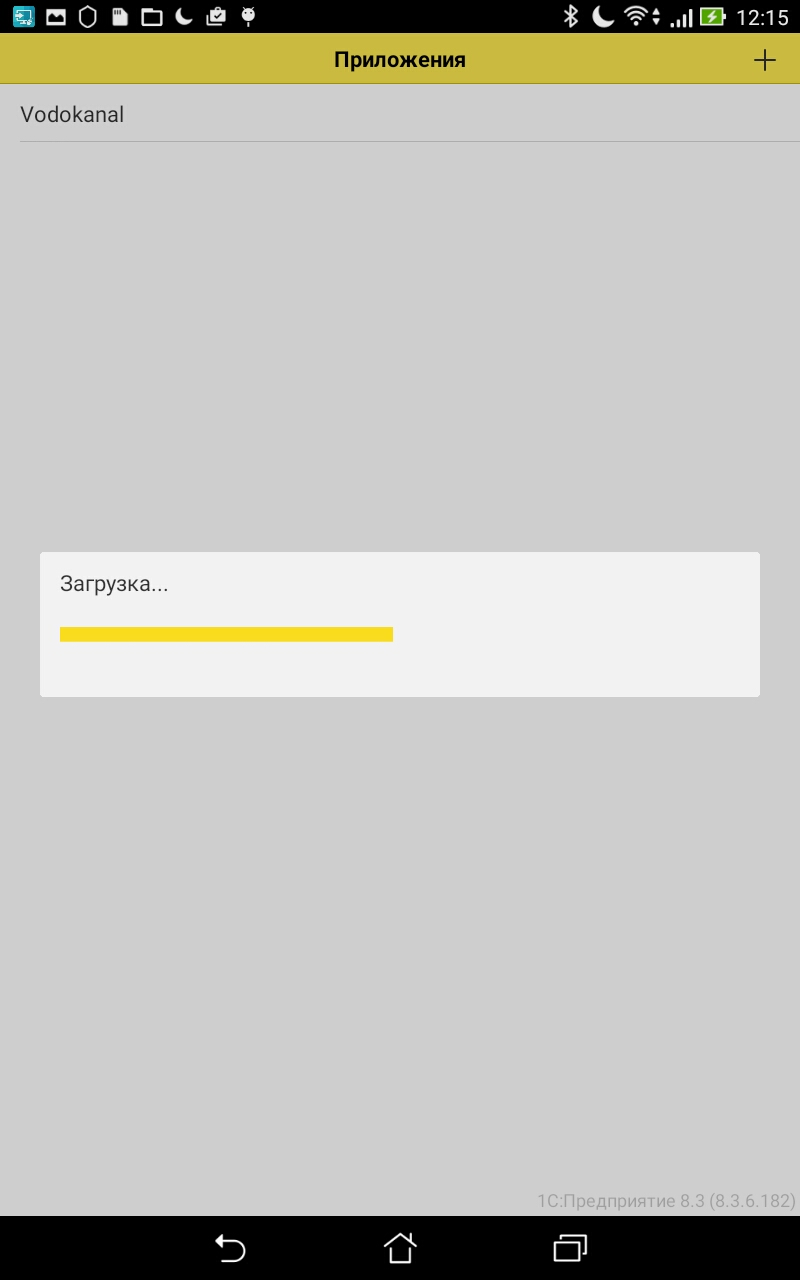 12:15
Приложения
Vodokanal
Загрузка...
1С:Предприятие 8.3 (8.3.6.182)